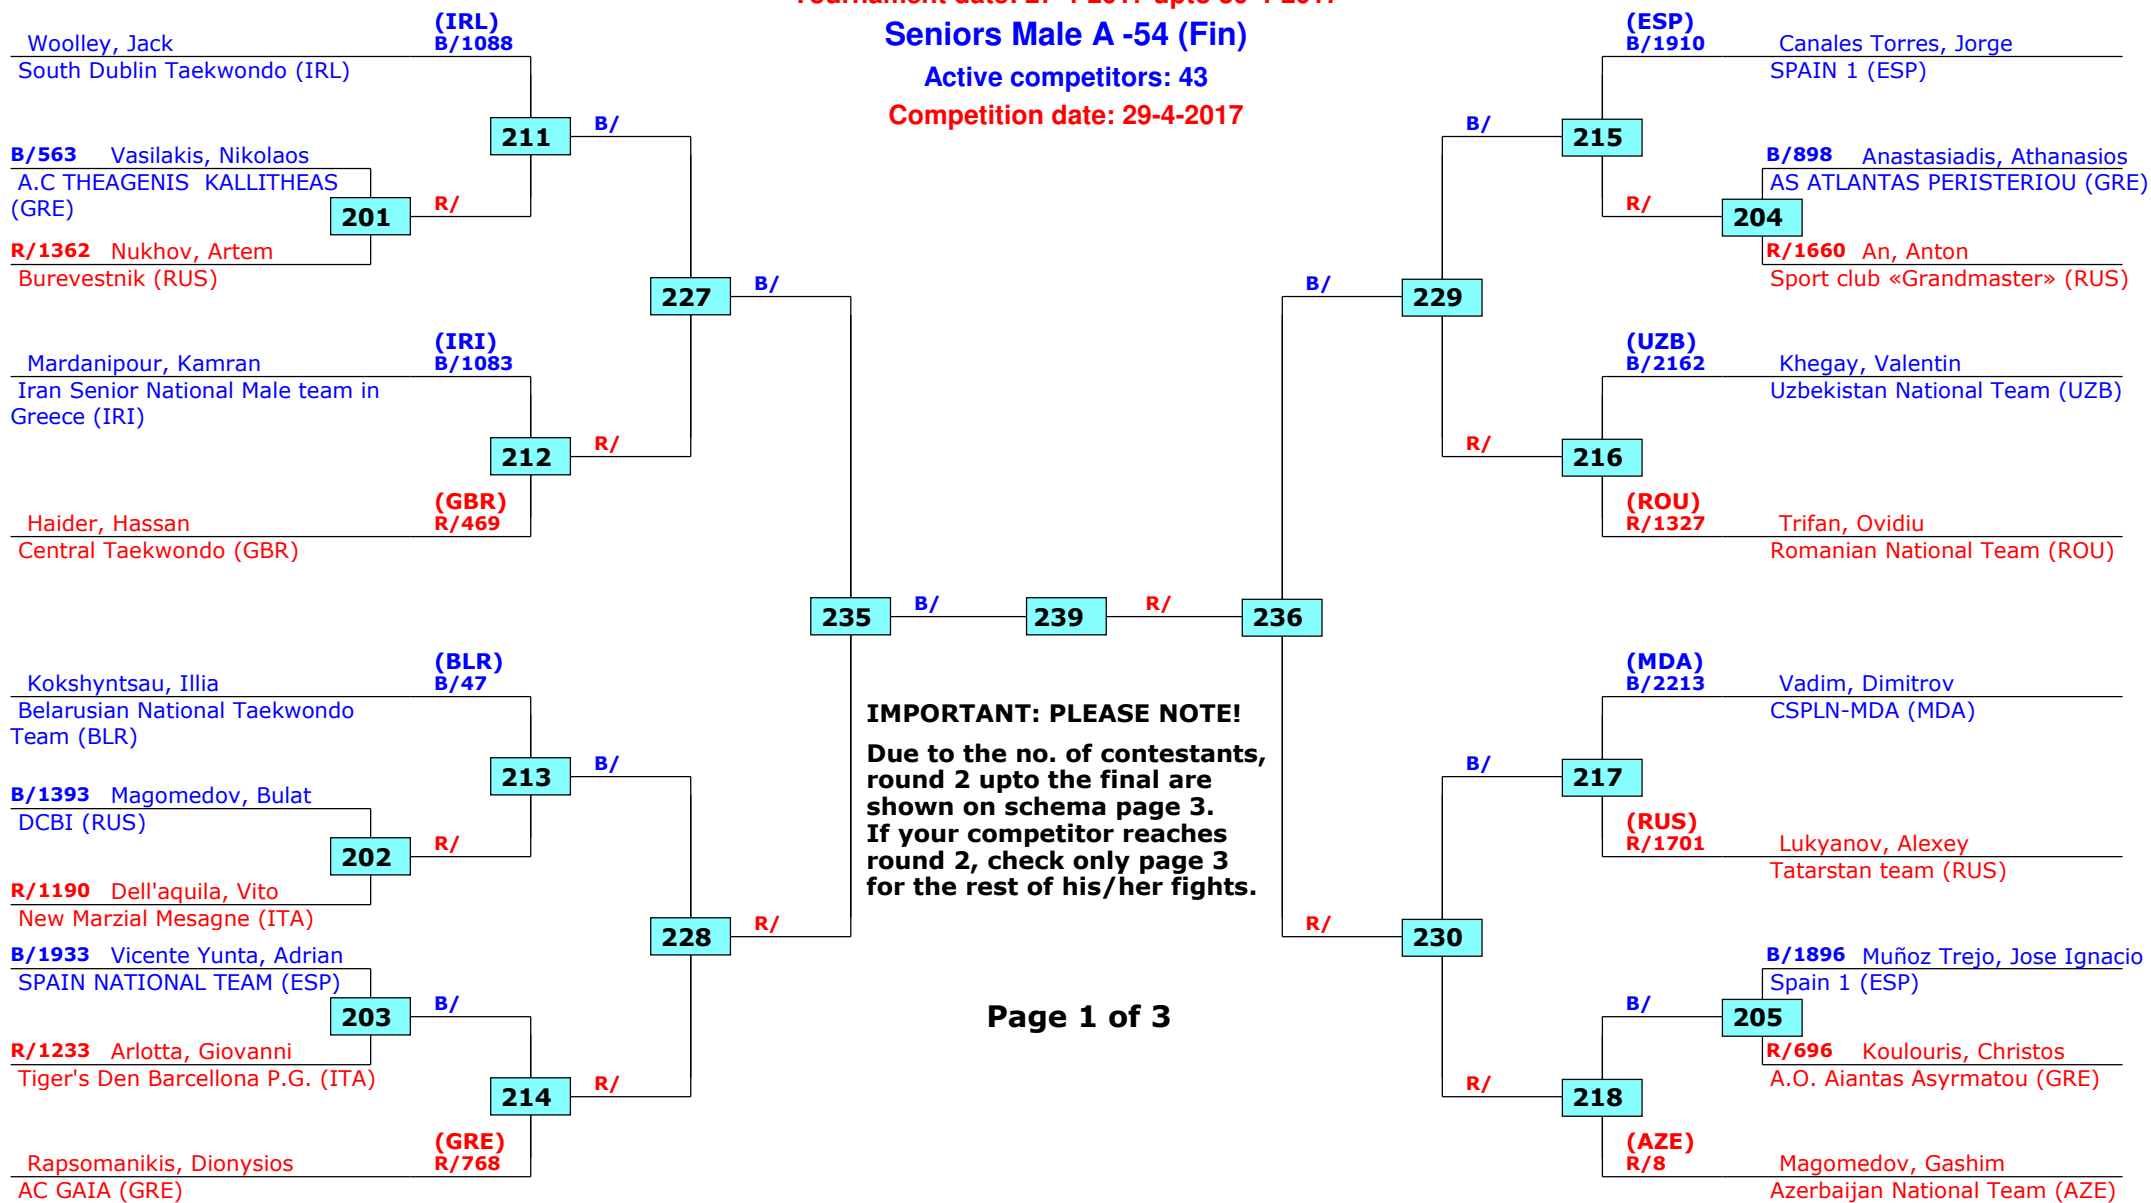 Tournament date: 27-4-2017 upto 30-4-2017
Seniors Male A -54 (Fin)
Active competitors: 43
Competition date: 29-4-2017
(IRL)
Woolley, Jack B/1088
South Dublin Taekwondo (IRL)
211
B/
B/563 Vasilakis, Nikolaos
A.C THEAGENIS KALLITHEAS
(GRE)
201
R/
R/1362 Nukhov, Artem
Burevestnik (RUS)
227
B/
(IRI)
Mardanipour, Kamran B/1083
Iran Senior National Male team in
Greece (IRI)
212
R/
(GBR)
Haider, Hassan R/469
Central Taekwondo (GBR)
235
B/
239
R/
236
(BLR)
Kokshyntsau, Illia B/47
Belarusian National Taekwondo
Team (BLR)
213
B/
B/1393 Magomedov, Bulat
DCBI (RUS)
202
R/
R/1190 Dell'aquila, Vito
New Marzial Mesagne (ITA)
228
R/
B/1933 Vicente Yunta, Adrian
SPAIN NATIONAL TEAM (ESP)
203
B/
R/1233 Arlotta, Giovanni
Tiger's Den Barcellona P.G. (ITA)
214
R/
(GRE)
Rapsomanikis, Dionysios R/768
AC GAIA (GRE)
IMPORTANT: PLEASE NOTE!
Due to the no. of contestants,
round 2 upto the final are
shown on schema page 3.
If your competitor reaches
round 2, check only page 3
for the rest of his/her fights.
Page 1 of 3
(ESP)
B/1910 Canales Torres, Jorge
SPAIN 1 (ESP)
B/
215
B/898 Anastasiadis, Athanasios
AS ATLANTAS PERISTERIOU (GRE)
R/
204
R/1660 An, Anton
Sport club «Grandmaster» (RUS)
B/
229
(UZB)
B/2162 Khegay, Valentin
Uzbekistan National Team (UZB)
R/
216
(ROU)
R/1327 Trifan, Ovidiu
Romanian National Team (ROU)
(MDA)
B/2213 Vadim, Dimitrov
CSPLN-MDA (MDA)
B/
217
(RUS)
R/1701 Lukyanov, Alexey
Tatarstan team (RUS)
R/
230
B/1896 Muñoz Trejo, Jose Ignacio
Spain 1 (ESP)
B/
205
R/696 Koulouris, Christos
A.O. Aiantas Asyrmatou (GRE)
R/
218
(AZE)
R/8 Magomedov, Gashim
Azerbaijan National Team (AZE)